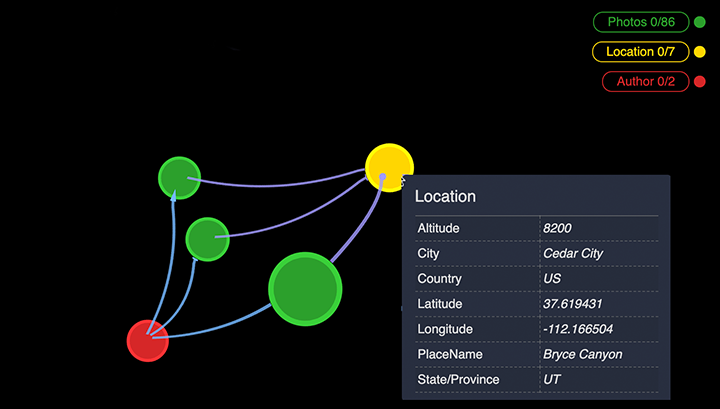 Photos 0/86
Location 0/7
Author 0/2
Location
Altitude 8200
City Cedar City
Country US
Latitude 37.619431
Longitude -112.166504
PlaceName Bryce Canyon
State/Province UT